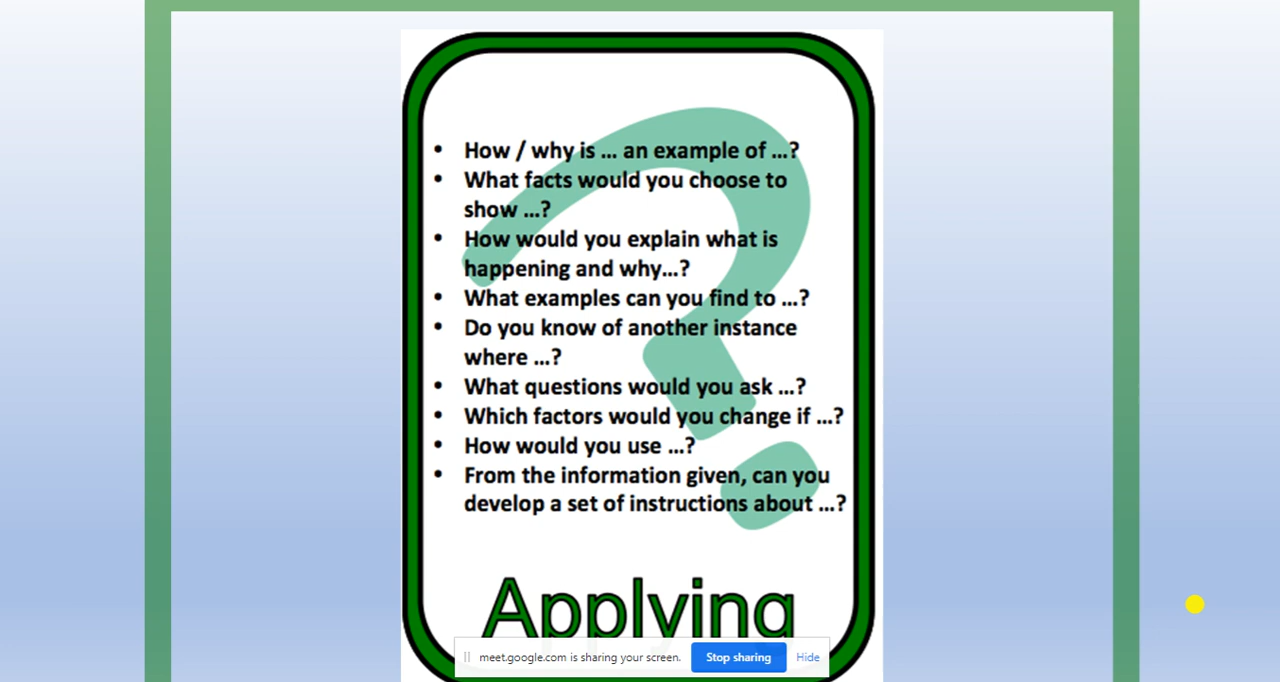 • How / why is ... an example of ...?
• What facts would you choose to
show ...?
• How would you explain what is
happening and why...?
• What examples can you find to ...?
• Do you know of another instance
where ...?
• What questions would you ask ...?
• Which factors would you change if ...?
• How would you use ...?
• From the information given, can you
develop a set of instructions about ...?
Applying
meet.google.com is sharing your screen. Stop sharing Hide